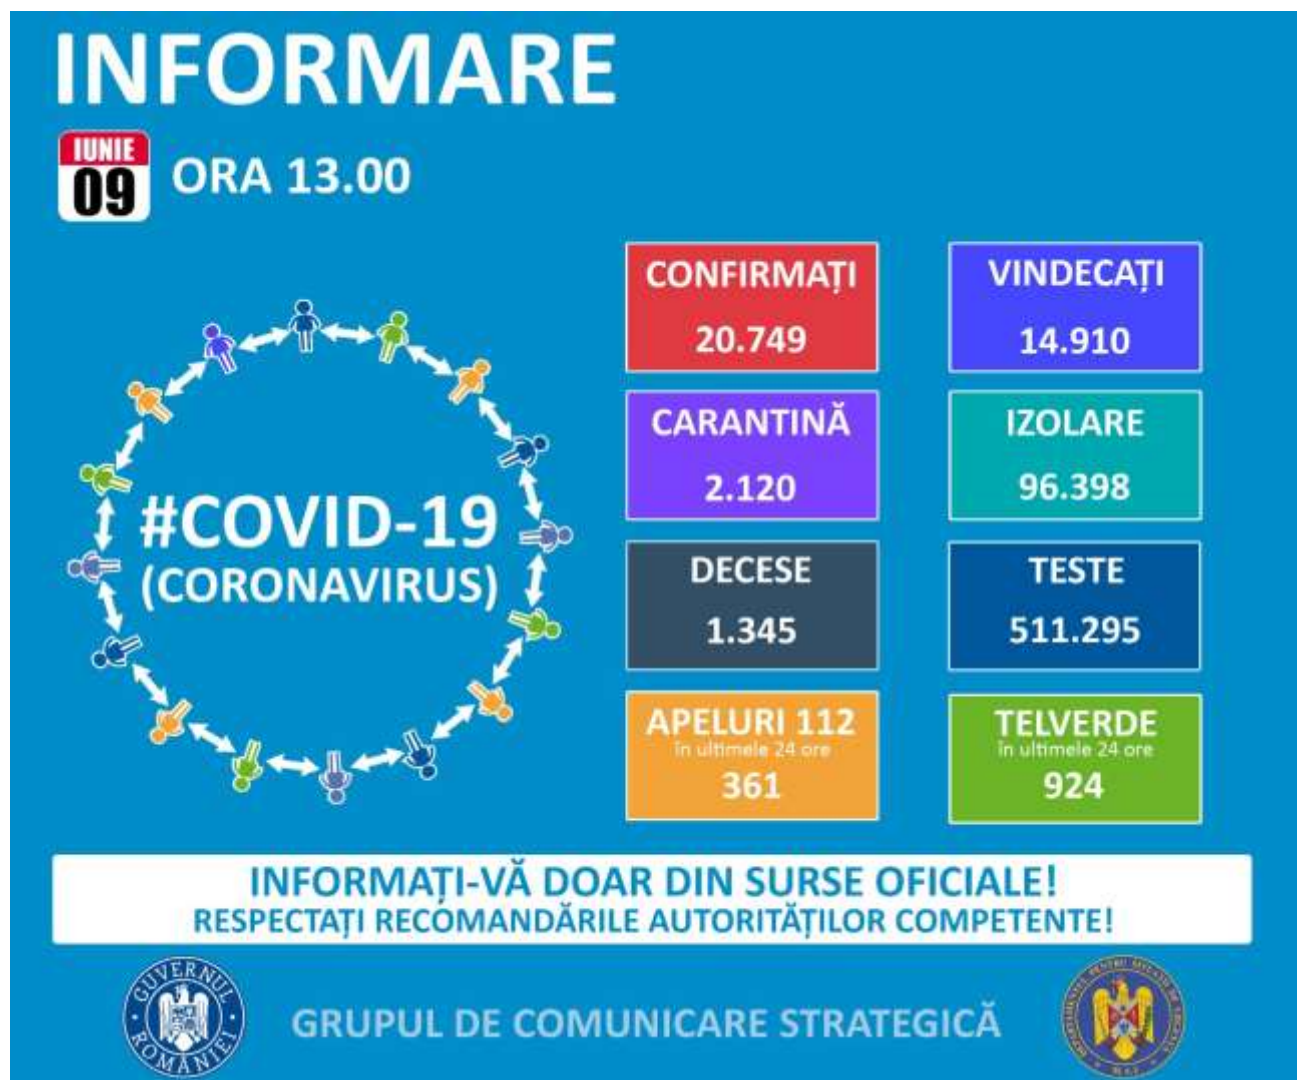 INFORMARE
IUNIE
09
ORA 13.00
CONFIRMAȚI
20.749
VINDECAȚI
14.910
CARANTINĂ
2.120
IZOLARE
96.398
#COVID-19
(CORONAVIRUS)
DECESE
1.345
TESTE
511.295
APELURI 112
în ultimele 24 ore
361
TELVERDE
în ultimele 24 ore
924
INFORMAȚI-VĂ DOAR DIN SURSE OFICIALE!
RESPECTAȚI RECOMANDĂRILE AUTORITĂȚILOR COMPETENTE!
GUVERNUL ROMÂNIEI
GRUPUL DE COMUNICARE STRATEGICĂ